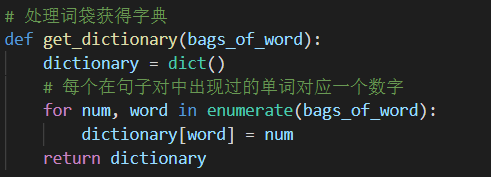 # 处理词袋获得字典
def get_dictionary(bags_of_word):
    dictionary = dict()
    # 每个在句子对中出现过的单词对应一个数字
    for num, word in enumerate(bags_of_word):
        dictionary[word] = num
    return dictionary